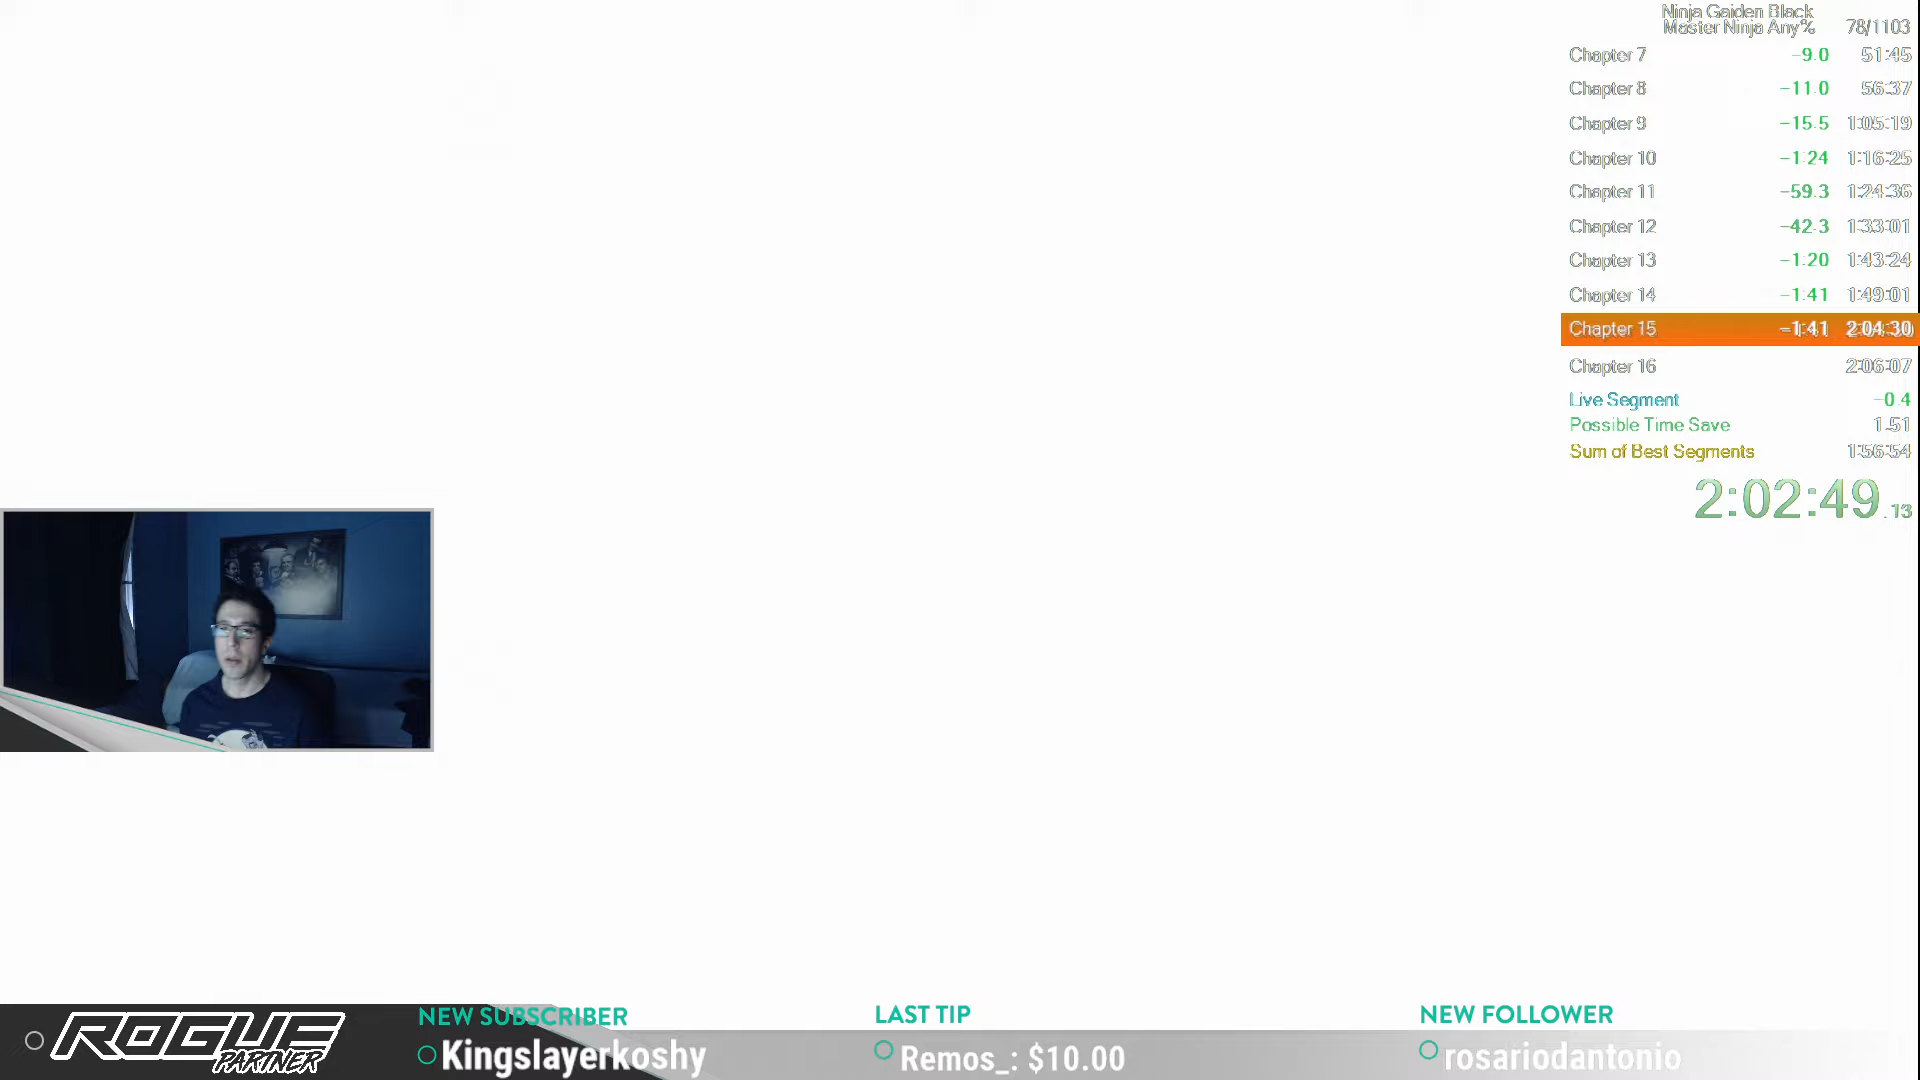 Ninja Gaiden Black
Master Ninja Any% 78/1103
Chapter 7 -9.0 51:45
Chapter 8 -11.0 56:37
Chapter 9 -15.5 1:05:19
Chapter 10 -1:24 1:16:25
Chapter 11 -59.3 1:24:36
Chapter 12 -42.3 1:33:01
Chapter 13 -1:20 1:43:24
Chapter 14 -1:41 1:49:01
Chapter 15 -1:41 2:04:30
Chapter 16 2:06:07
Live Segment -0.4
Possible Time Save 1.51
Sum of Best Segments 1:56:54
2:02:49.13
ROGUE
PARTNER
NEW SUBSCRIBER
Kingslayerkoshy
LAST TIP
Remos_: $10.00
NEW FOLLOWER
rosariodantonio